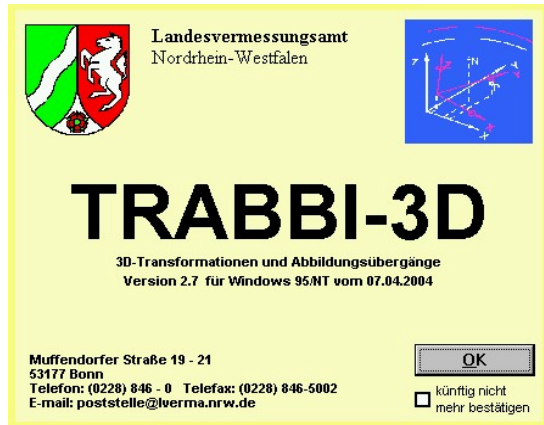 Landesvermessungsamt
Nordrhein-Westfalen
TRABBI-3D
3D-Transformationen und Abbildungsübergänge
Version 2.7 für Windows 95/NT vom 07.04.2004
Muffendorfer Straße 19 - 21
53177 Bonn
Telefon: (0228) 846 - 0 Telefax: (0228) 846-5002
E-mail: poststelle@lverma.nrw.de
OK
künftig nicht
mehr bestätigen